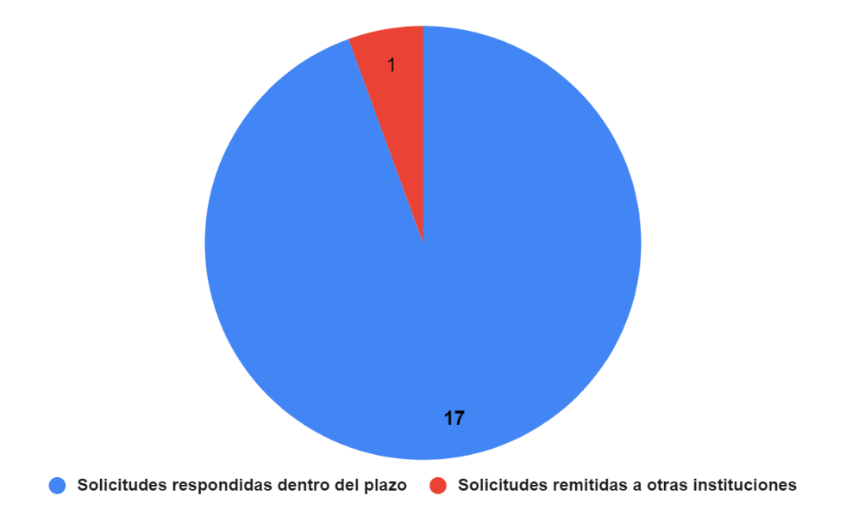 1
17
Solicitudes respondidas dentro del plazo
Solicitudes remitidas a otras instituciones